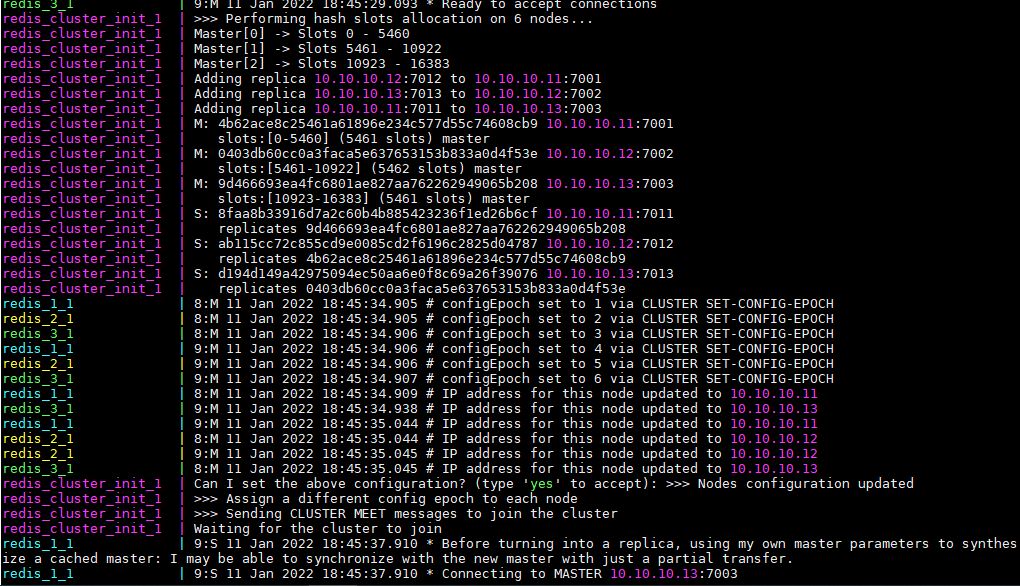 redis_3_1 | 9:M 11 Jan 2022 18:45:29.093 * Ready to accept connections
redis_cluster_init_1 | >>> Performing hash slots allocation on 6 nodes...
redis_cluster_init_1 | Master[0] -> Slots 0 - 5460
redis_cluster_init_1 | Master[1] -> Slots 5461 - 10922
redis_cluster_init_1 | Master[2] -> Slots 10923 - 16383
redis_cluster_init_1 | Adding replica 10.10.10.12:7012 to 10.10.10.11:7001
redis_cluster_init_1 | Adding replica 10.10.10.13:7013 to 10.10.10.12:7002
redis_cluster_init_1 | Adding replica 10.10.10.11:7011 to 10.10.10.13:7003
redis_cluster_init_1 | M: 4b62ace8c25461a61896e234c577d55c74608cb9 10.10.10.11:7001
redis_cluster_init_1 | slots:[0-5460] (5461 slots) master
redis_cluster_init_1 | M: 0403db60cc0a3faca5e637653153b833a0d4f53e 10.10.10.12:7002
redis_cluster_init_1 | slots:[5461-10922] (5462 slots) master
redis_cluster_init_1 | M: 9d466693ea4fc6801ae827aa762262949065b208 10.10.10.13:7003
redis_cluster_init_1 | slots:[10923-16383] (5461 slots) master
redis_cluster_init_1 | S: 8faa8b33916d7a2c60b4b885423236f1ed26b6cf 10.10.10.11:7011
redis_cluster_init_1 | replicates 9d466693ea4fc6801ae827aa762262949065b208
redis_cluster_init_1 | S: ab115cc72c855cd9e0085cd2f6196c2825d04787 10.10.10.12:7012
redis_cluster_init_1 | replicates 4b62ace8c25461a61896e234c577d55c74608cb9
redis_cluster_init_1 | S: d194d149a42975094ec50aa6e0f8c69a26f39076 10.10.10.13:7013
redis_cluster_init_1 | replicates 0403db60cc0a3faca5e637653153b833a0d4f53e
redis_1_1 | 8:M 11 Jan 2022 18:45:34.905 # configEpoch set to 1 via CLUSTER SET-CONFIG-EPOCH
redis_2_1 | 8:M 11 Jan 2022 18:45:34.905 # configEpoch set to 2 via CLUSTER SET-CONFIG-EPOCH
redis_3_1 | 8:M 11 Jan 2022 18:45:34.906 # configEpoch set to 3 via CLUSTER SET-CONFIG-EPOCH
redis_1_1 | 9:M 11 Jan 2022 18:45:34.906 # configEpoch set to 4 via CLUSTER SET-CONFIG-EPOCH
redis_2_1 | 9:M 11 Jan 2022 18:45:34.906 # configEpoch set to 5 via CLUSTER SET-CONFIG-EPOCH
redis_3_1 | 9:M 11 Jan 2022 18:45:34.907 # configEpoch set to 6 via CLUSTER SET-CONFIG-EPOCH
redis_1_1 | 8:M 11 Jan 2022 18:45:34.909 # IP address for this node updated to 10.10.10.11
redis_3_1 | 9:M 11 Jan 2022 18:45:34.938 # IP address for this node updated to 10.10.10.13
redis_1_1 | 9:M 11 Jan 2022 18:45:35.044 # IP address for this node updated to 10.10.10.11
redis_2_1 | 8:M 11 Jan 2022 18:45:35.044 # IP address for this node updated to 10.10.10.12
redis_2_1 | 9:M 11 Jan 2022 18:45:35.045 # IP address for this node updated to 10.10.10.12
redis_3_1 | 8:M 11 Jan 2022 18:45:35.045 # IP address for this node updated to 10.10.10.13
redis_cluster_init_1 | Can I set the above configuration? (type 'yes' to accept): >>> Nodes configuration updated
redis_cluster_init_1 | >>> Assign a different config epoch to each node
redis_cluster_init_1 | >>> Sending CLUSTER MEET messages to join the cluster
redis_cluster_init_1 | Waiting for the cluster to join
redis_1_1 | 9:S 11 Jan 2022 18:45:37.910 * Before turning into a replica, using my own master parameters to synthes
ize a cached master: I may be able to synchronize with the new master with just a partial transfer.
redis_1_1 | 9:S 11 Jan 2022 18:45:37.910 * Connecting to MASTER 10.10.10.13:7003